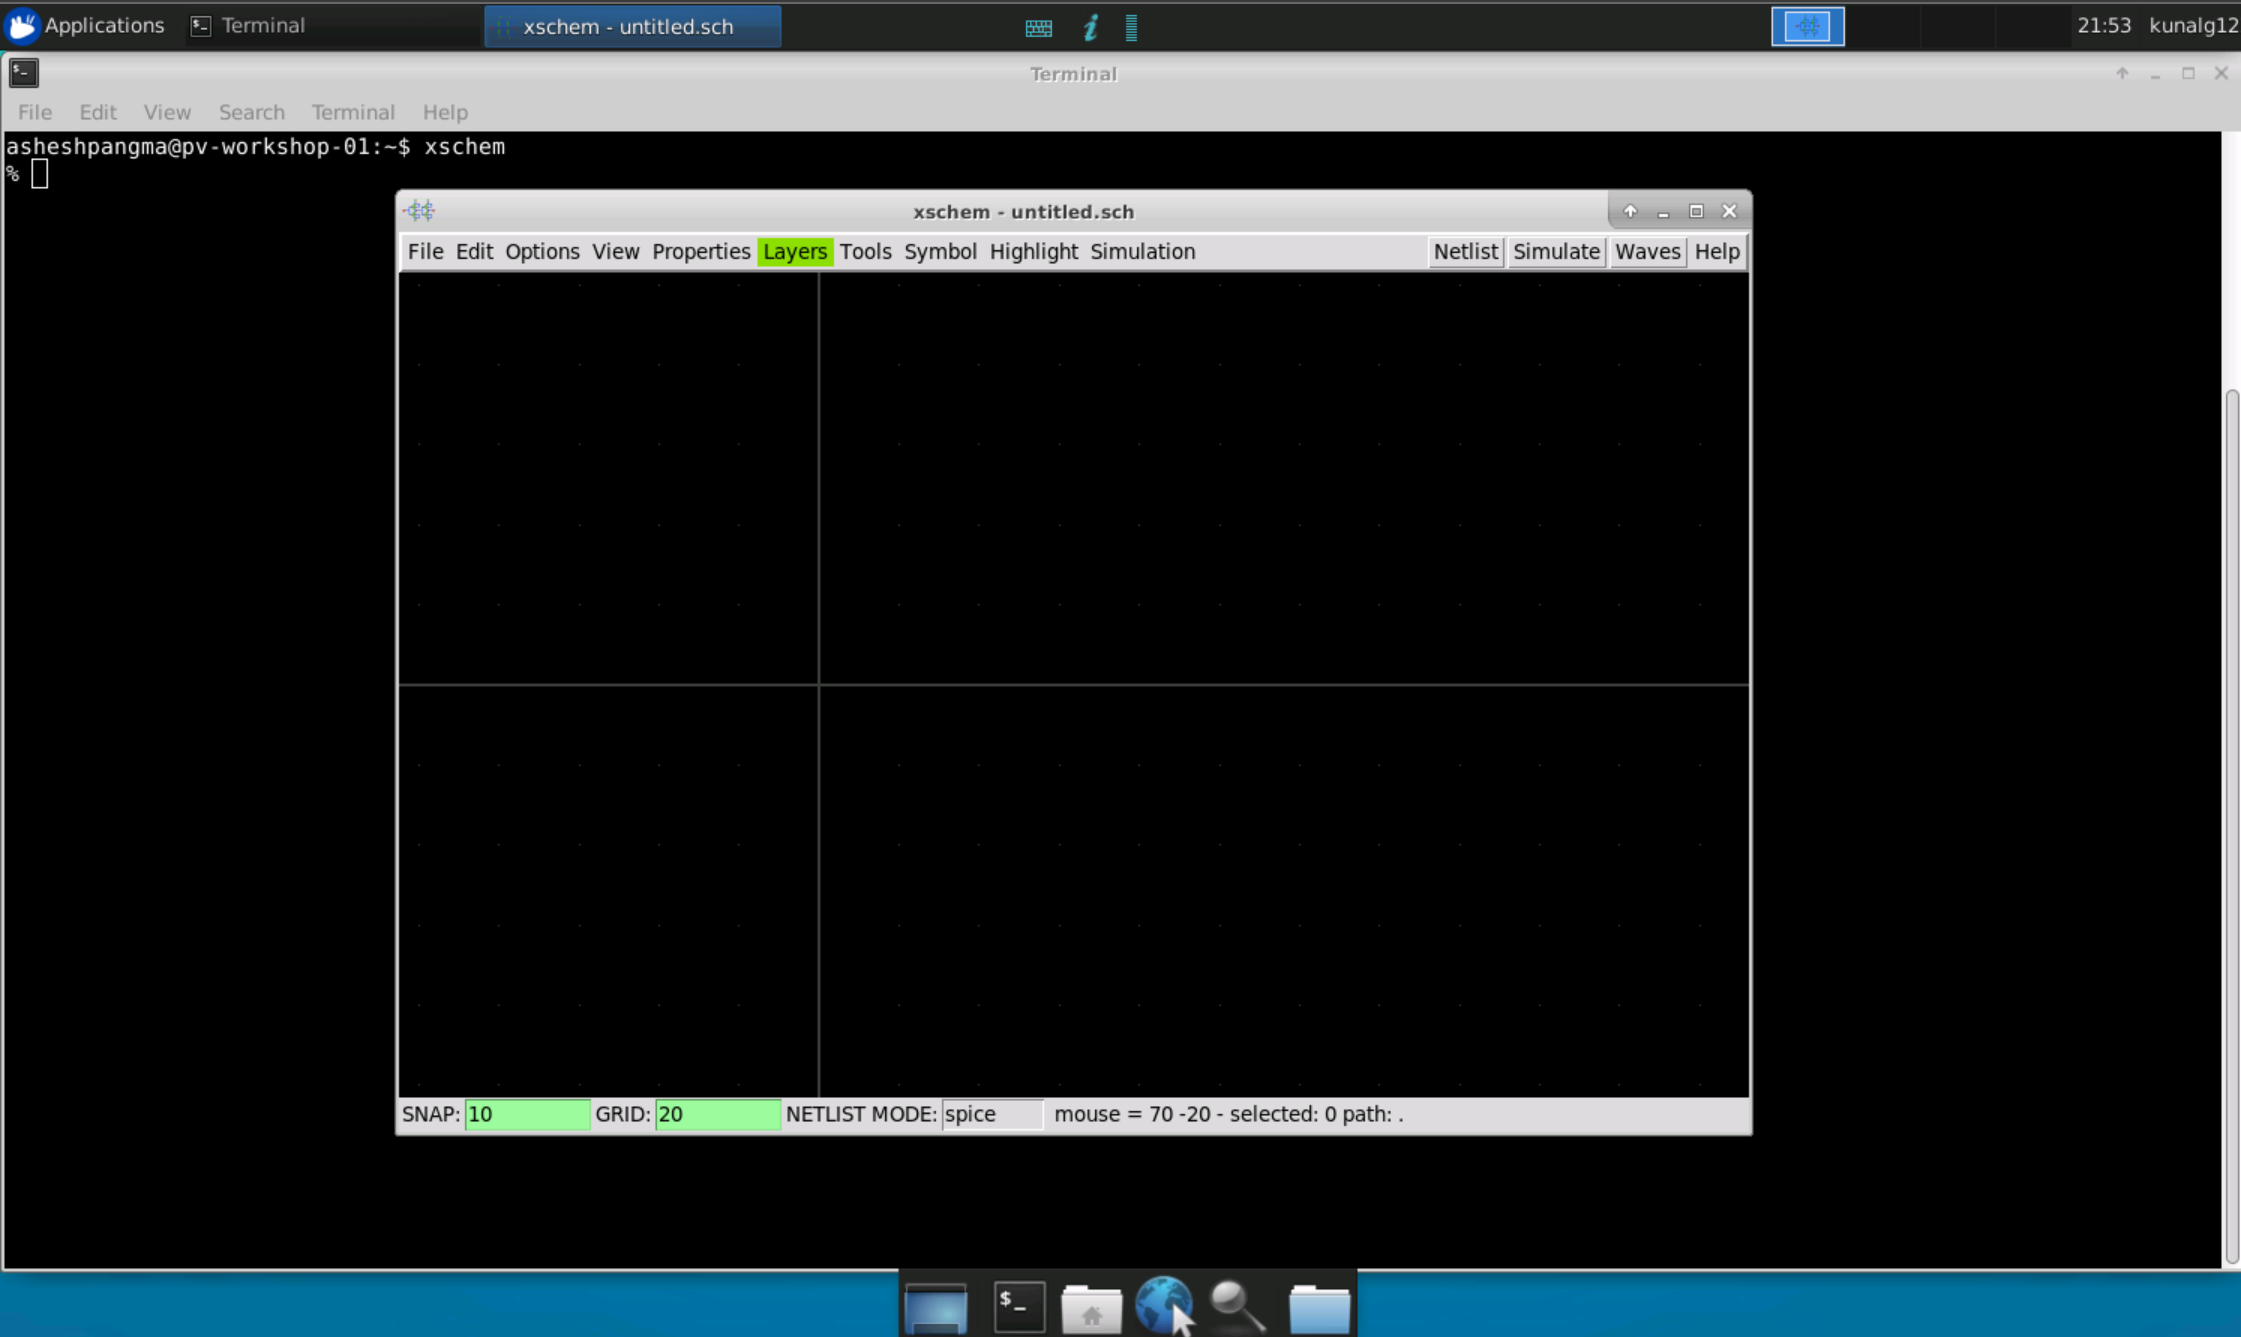 Applications Terminal xschem - untitled.sch 21:53 kunalg12
Terminal
File Edit View Search Terminal Help
asheshpangma@pv-workshop-01:~$ xschem
%
xschem - untitled.sch
File Edit Options View Properties Layers Tools Symbol Highlight Simulation Netlist Simulate Waves Help
SNAP: 10 GRID: 20 NETLIST MODE: spice mouse = 70 -20 - selected: 0 path: .
$_